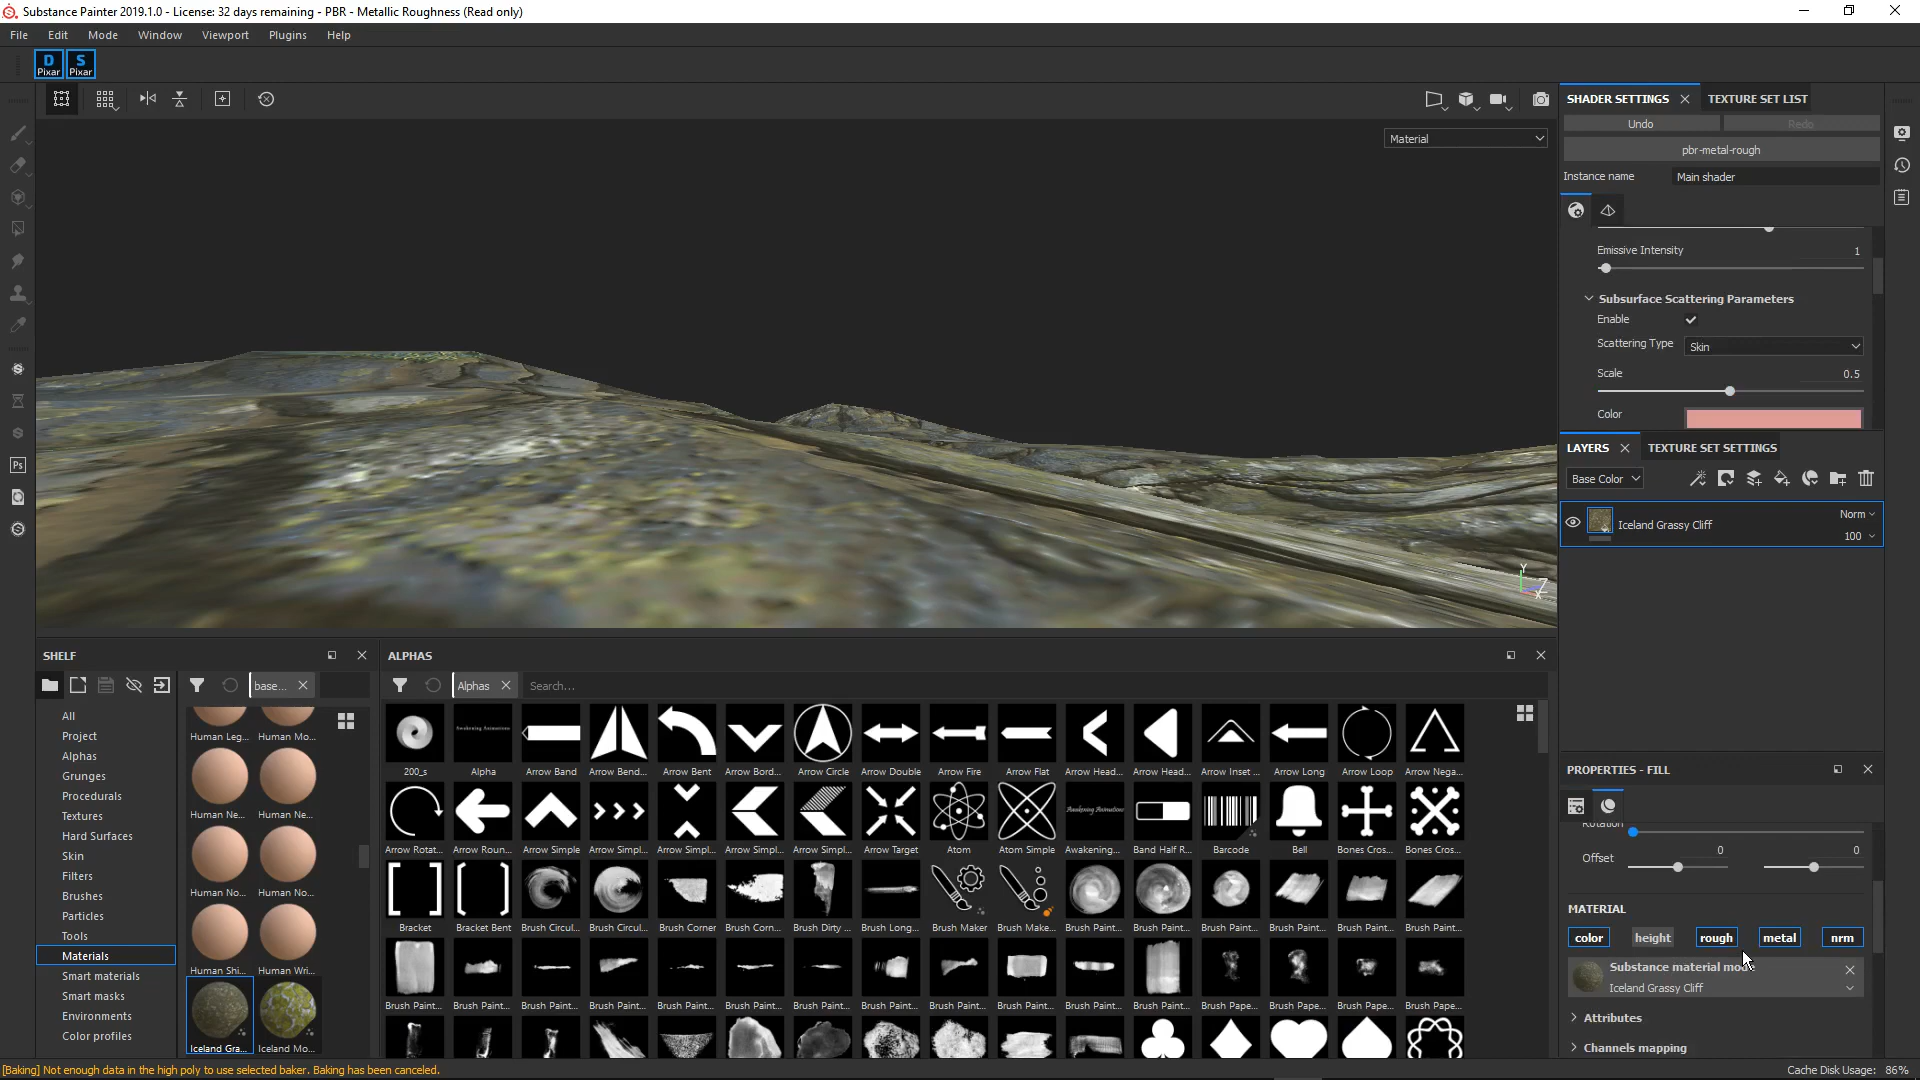 Substance Painter 2019.1.0 - License: 32 days remaining - PBR - Metallic Roughness (Read only)
File Edit Mode Window Viewport Plugins Help
D Pixar S Pixar
Material
SHADER SETTINGS TEXTURE SET LIST
Undo Redo
pbr-metal-rough
Instance name Main shader
Emissive Intensity 1
Subsurface Scattering Parameters
Enable
Scattering Type Skin
Scale 0.5
Color
LAYERS TEXTURE SET SETTINGS
Base Color
Iceland Grassy Cliff Norm
100
SHELF
base...
All
Project
Alphas
Grunges
Procedurals
Textures
Hard Surfaces
Skin
Filters
Brushes
Particles
Tools
Materials
Smart materials
Smart masks
Environments
Color profiles
Human Leg... Human Mo...
Human Ne... Human Ne...
Human No... Human No...
Human Shi... Human Wri...
Iceland Gra... Iceland Mo...
ALPHAS
Alphas Search...
200_s Alpha Arrow Band Arrow Bend... Arrow Bent Arrow Bord... Arrow Circle Arrow Double Arrow Fire Arrow Flat Arrow Head... Arrow Head... Arrow Inset ... Arrow Long Arrow Loop Arrow Nega...
Arrow Rotat... Arrow Roun... Arrow Simple Arrow Simpl... Arrow Simpl... Arrow Simpl... Arrow Simpl... Arrow Target Atom Atom Simple Awakening... Band Half R... Barcode Bell Bones Cros... Bones Cros...
Bracket Bracket Bent Brush Circul... Brush Circul... Brush Corner Brush Corn... Brush Dirty ... Brush Long... Brush Maker Brush Make... Brush Paint... Brush Paint... Brush Paint... Brush Paint... Brush Paint... Brush Paint...
Brush Paint... Brush Paint... Brush Paint... Brush Paint... Brush Paint... Brush Paint... Brush Paint... Brush Paint... Brush Paint... Brush Paint... Brush Paint... Brush Paint... Brush Pape... Brush Pape... Brush Pape... Brush Pape...
PROPERTIES - FILL
Rotation
Offset 0 0
MATERIAL
color height rough metal nrm
Substance material mode
Iceland Grassy Cliff
Attributes
Channels mapping
[Baking] Not enough data in the high poly to use selected baker. Baking has been canceled.
Cache Disk Usage: 86%